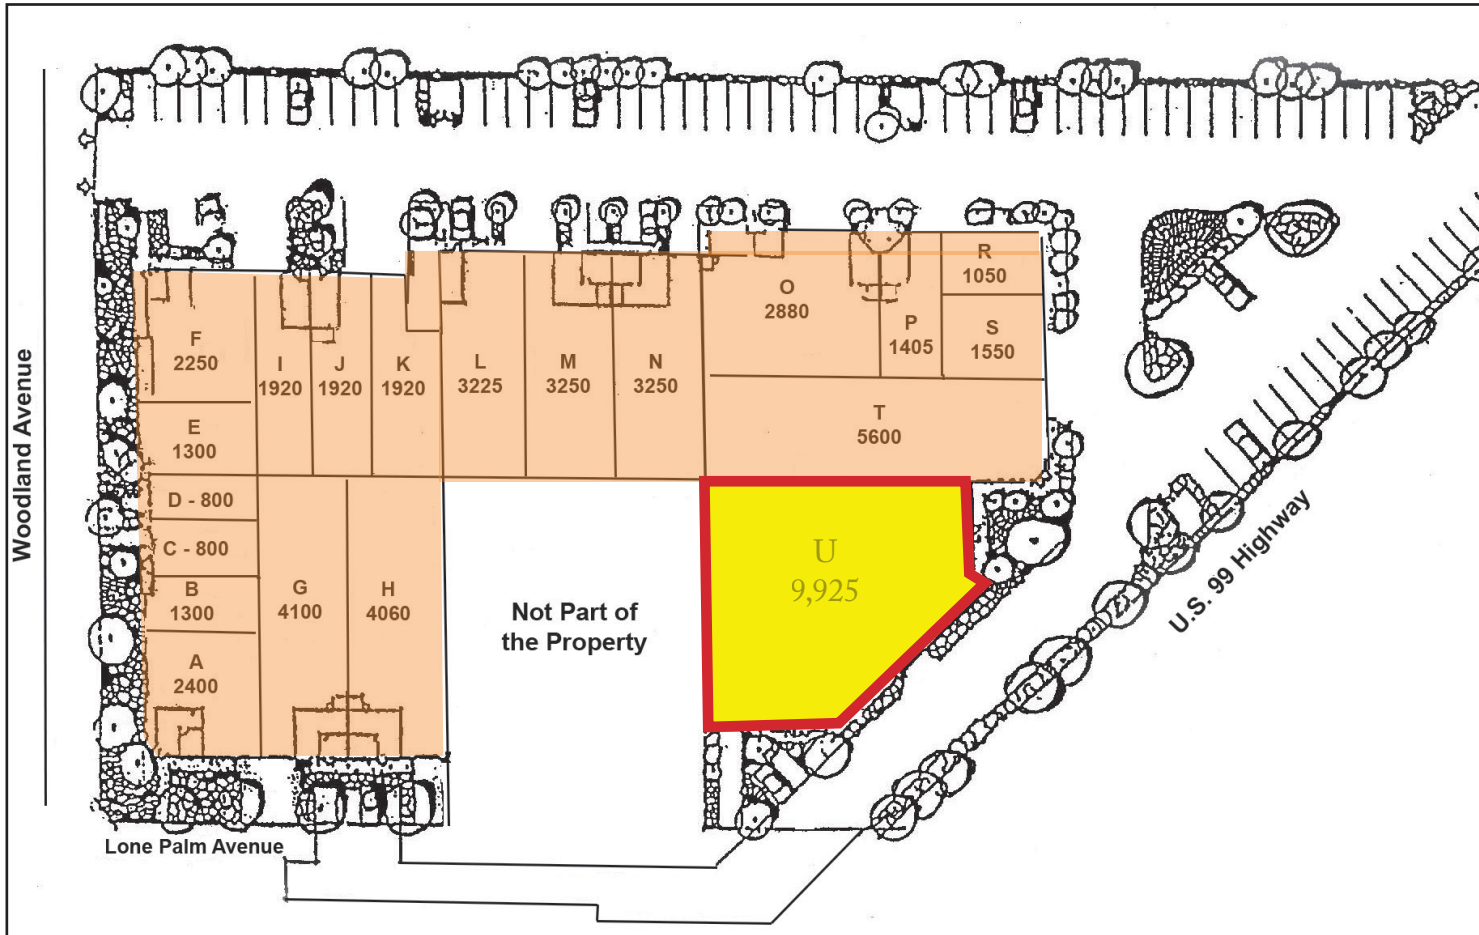 Woodland Avenue
F
2250
E
1300
D - 800
C - 800
B
1300
A
2400
I
1920
J
1920
K
1920
L
3225
M
3250
N
3250
O
2880
P
1405
R
1050
S
1550
T
5600
G
4100
H
4060
Not Part of
the Property
U
9,925
U.S. 99 Highway
Lone Palm Avenue